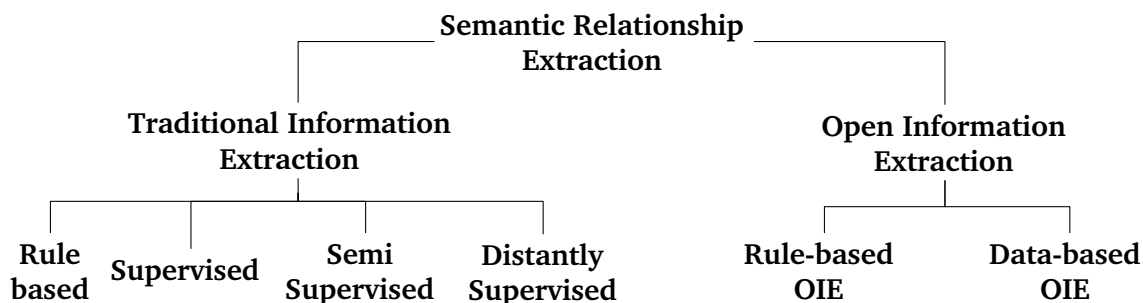 Semantic Relationship
Extraction
Traditional Information
Extraction
Open Information
Extraction
Rule
based
Supervised
Semi
Supervised
Distantly
Supervised
Rule-based
OIE
Data-based
OIE